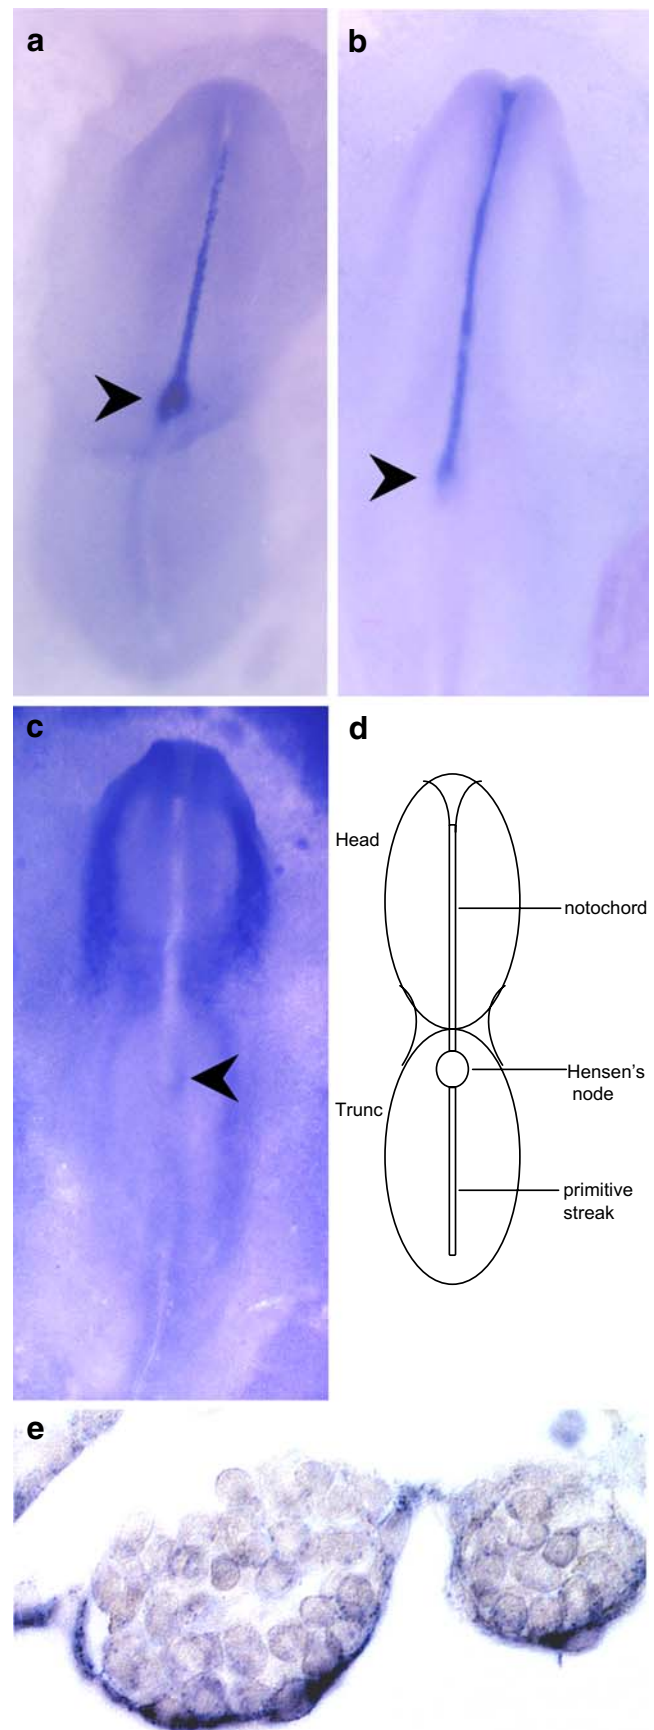 a
b
c
d
Head
notochord
Hensen's
node
Trunc
primitive
streak
e